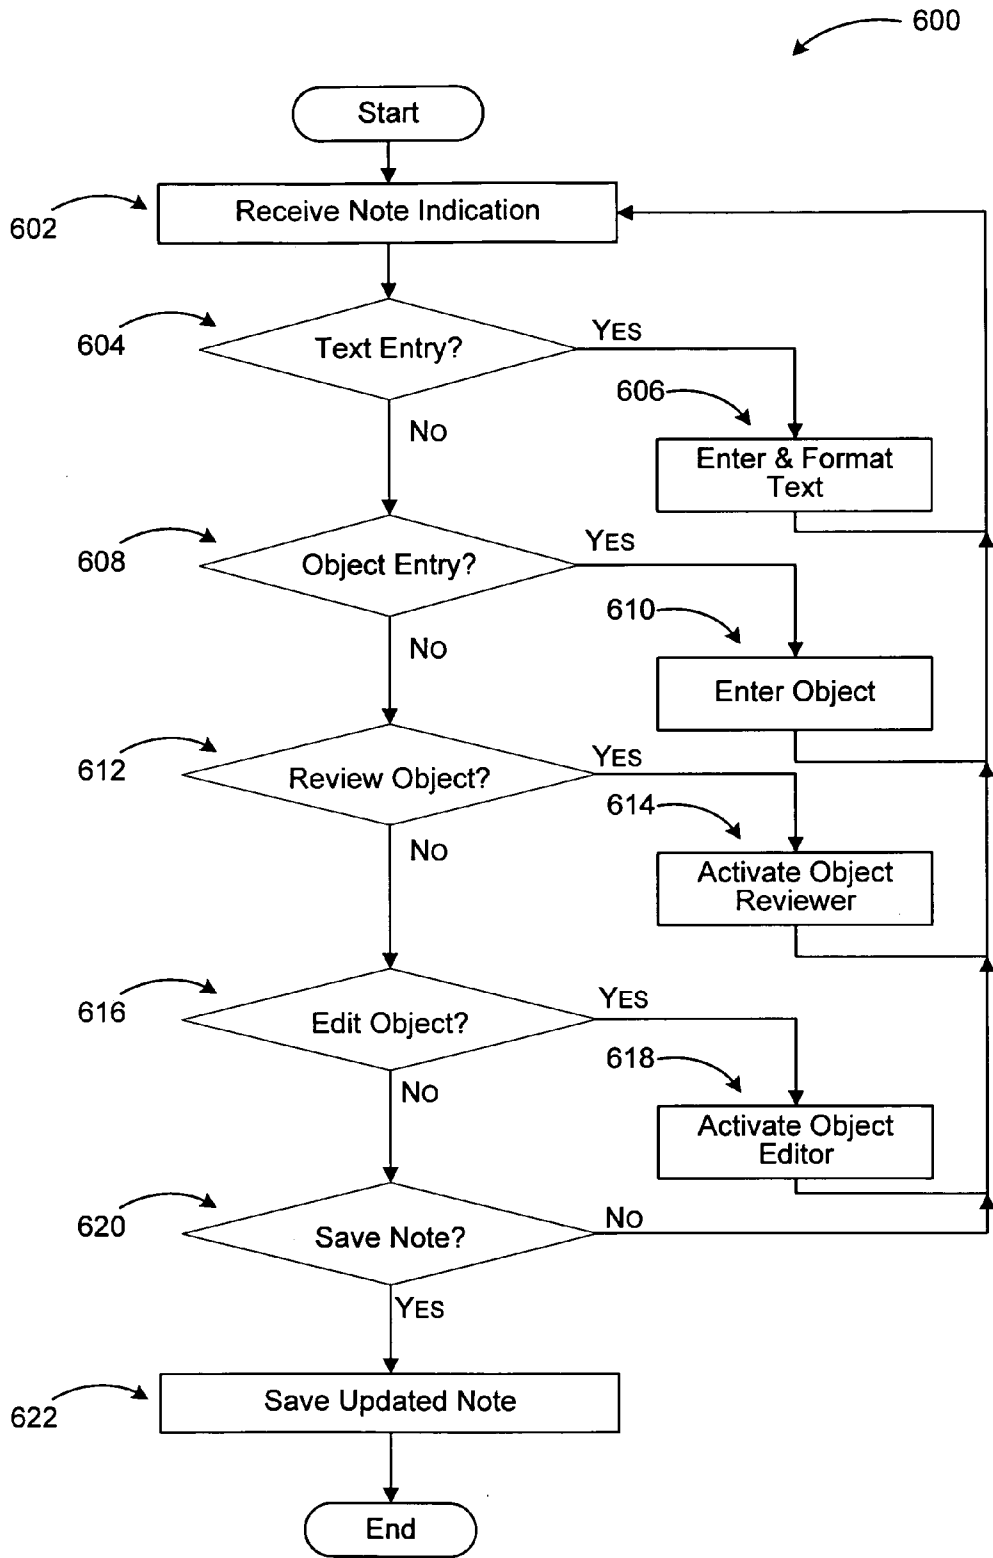 600
Start
602
Receive Note Indication
604
Text Entry?
YES
606
NO
Enter & Format
Text
608
Object Entry?
YES
610
NO
Enter Object
612
Review Object?
YES
614
NO
Activate Object
Reviewer
616
Edit Object?
YES
618
NO
Activate Object
Editor
620
Save Note?
NO
YES
622
Save Updated Note
End